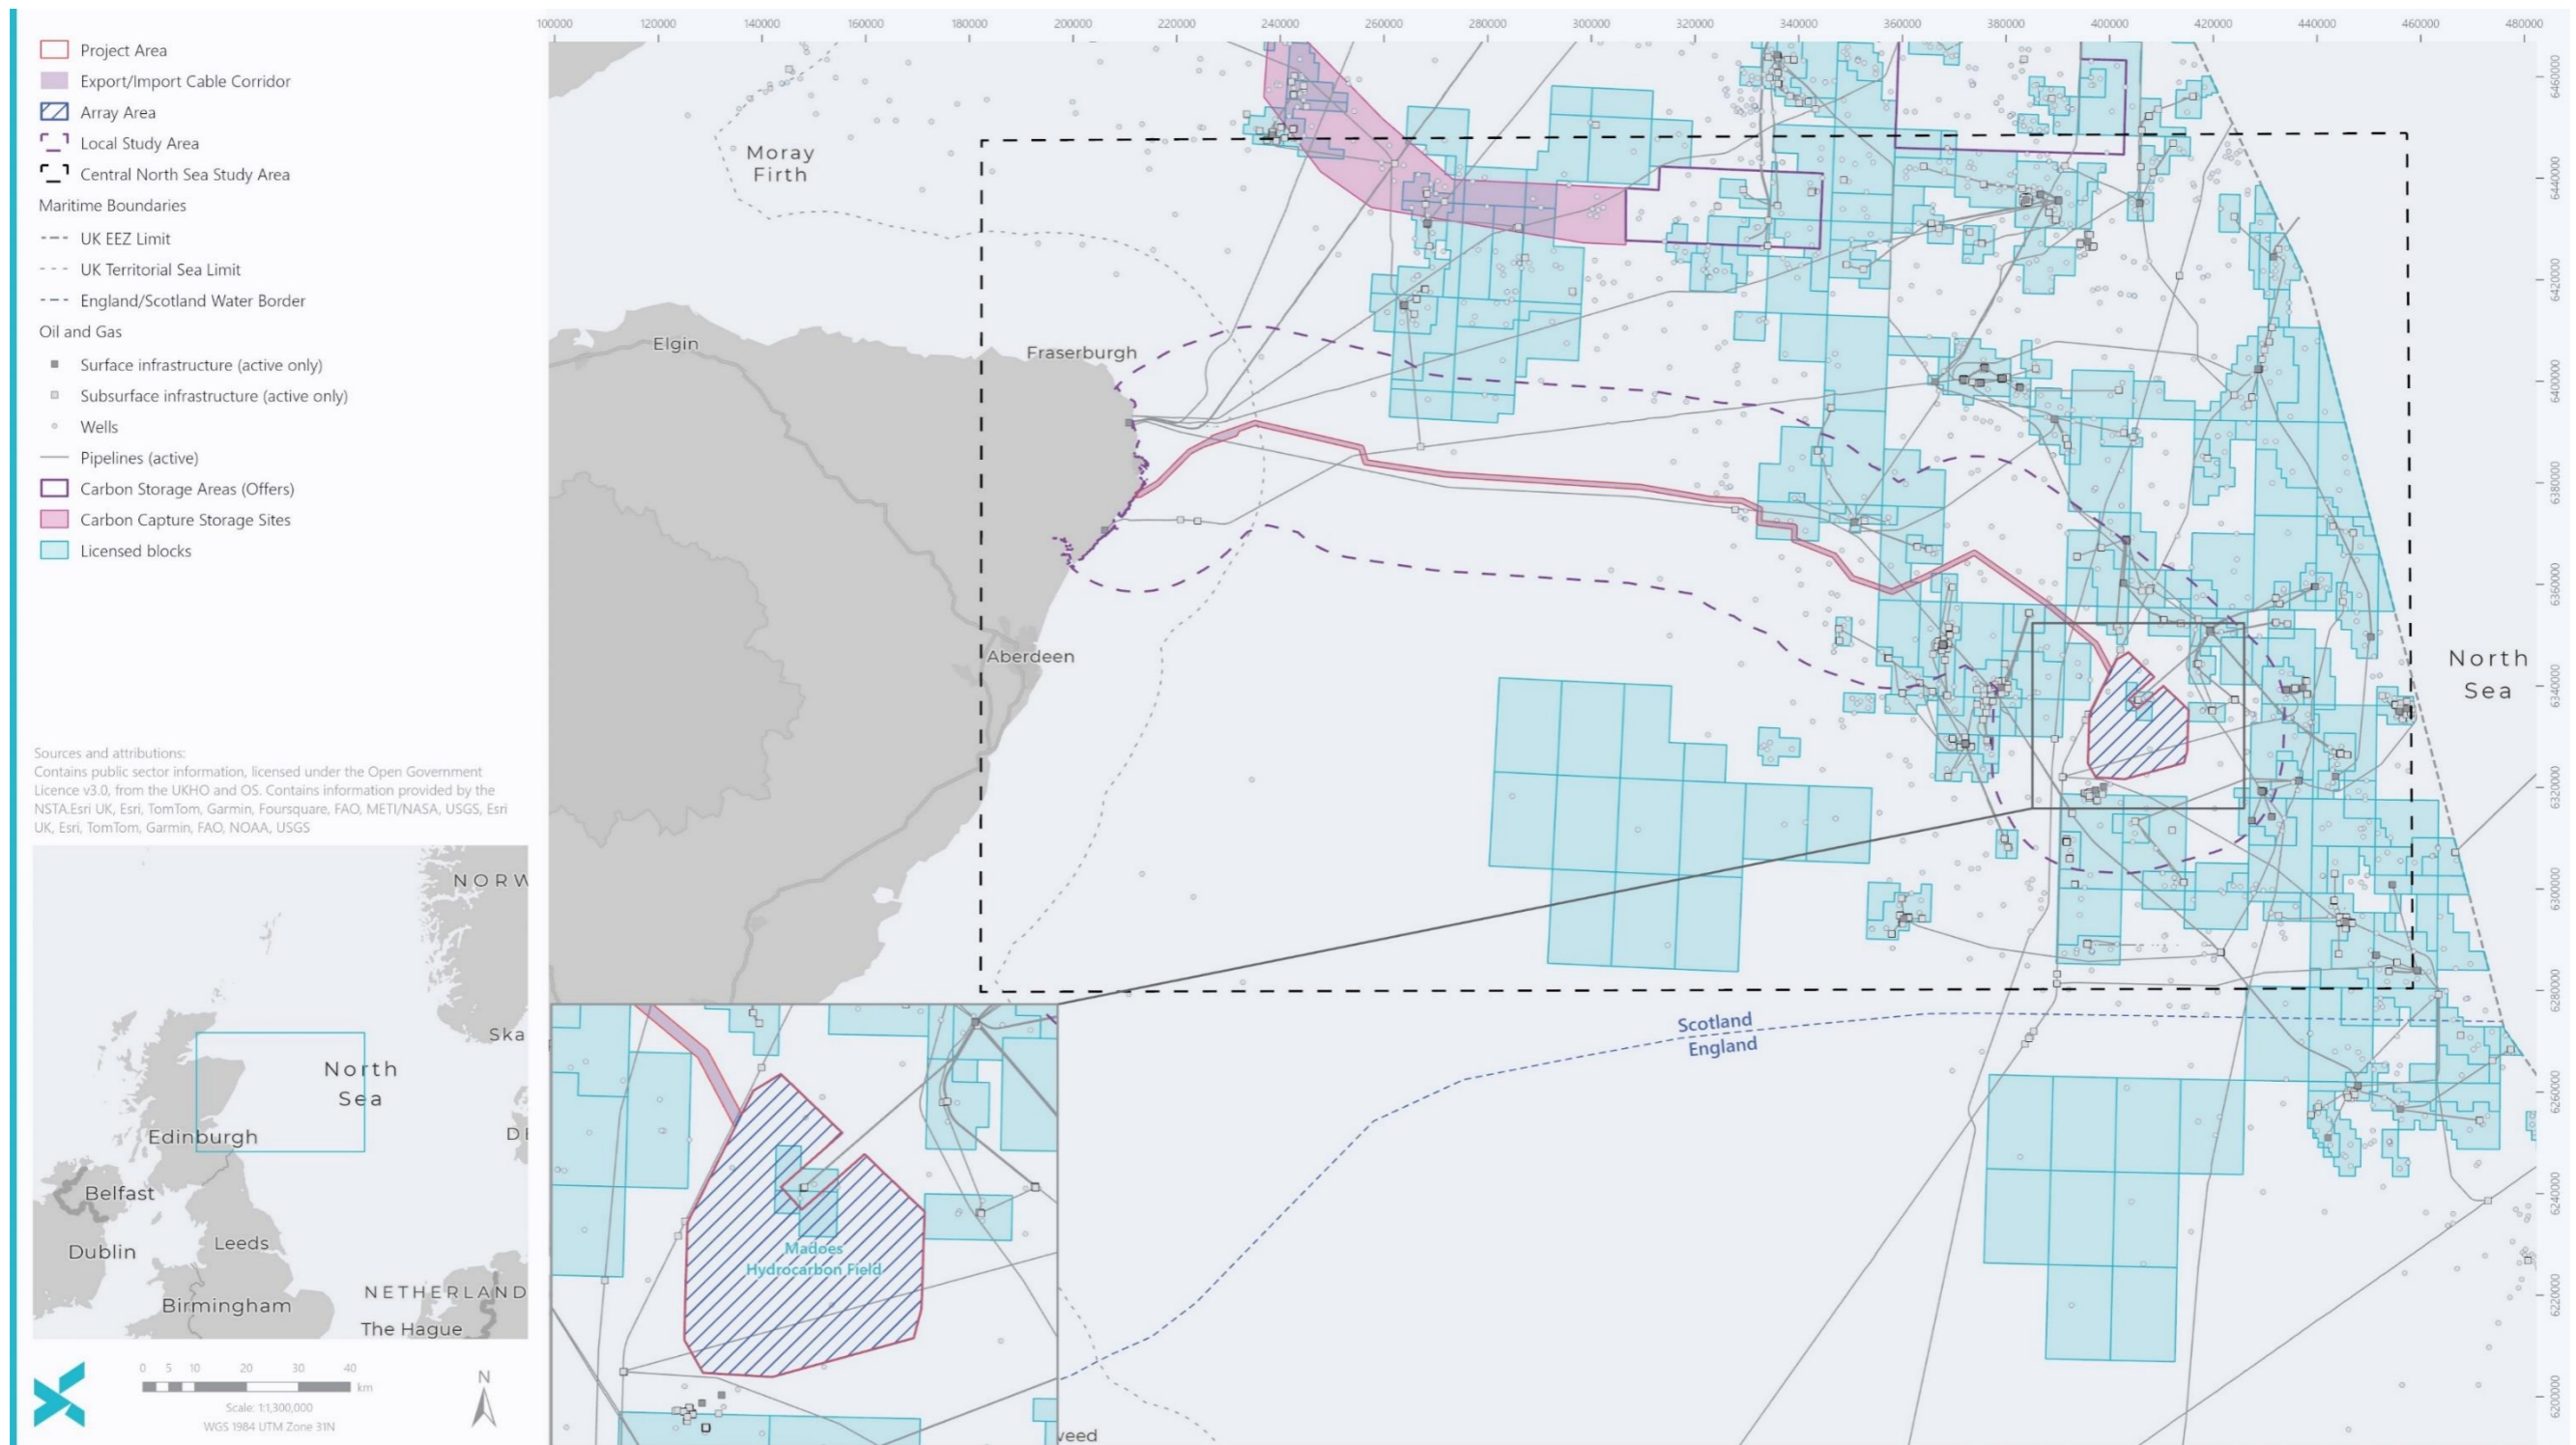 100000 120000 140000 160000 180000 200000 220000 240000 260000 280000 300000 320000 340000 360000 380000 400000 420000 440000 460000 480000
Project Area
Export/Import Cable Corridor
Array Area
Local Study Area
Central North Sea Study Area
Maritime Boundaries
UK EEZ Limit
UK Territorial Sea Limit
England/Scotland Water Border
Oil and Gas
Surface infrastructure (active only)
Subsurface infrastructure (active only)
Wells
Pipelines (active)
Carbon Storage Areas (Offers)
Carbon Capture Storage Sites
Licensed blocks
Sources and attributions:
Contains public sector information, licensed under the Open Government
Licence v3.0, from the UKHO and OS. Contains information provided by the
NSTA.Esri UK, Esri, TomTom, Garmin, Foursquare, FAO, METI/NASA, USGS, Esri
UK, Esri, TomTom, Garmin, FAO, NOAA, USGS
NORW
Ska
North
Sea
Edinburgh
Belfast
Dublin
Leeds
NETHERLAND
Birmingham
The Hague
0 5 10 20 30 40
km
Scale: 1:1,300,000
WGS 1984 UTM Zone 31N
N
Moray
Firth
Elgin
Fraserburgh
Aberdeen
North
Sea
Scotland
England
Madoes
Hydrocarbon Field
6460000
6440000
6420000
6400000
6380000
6360000
6340000
6320000
6300000
6280000
6260000
6240000
6220000
6200000